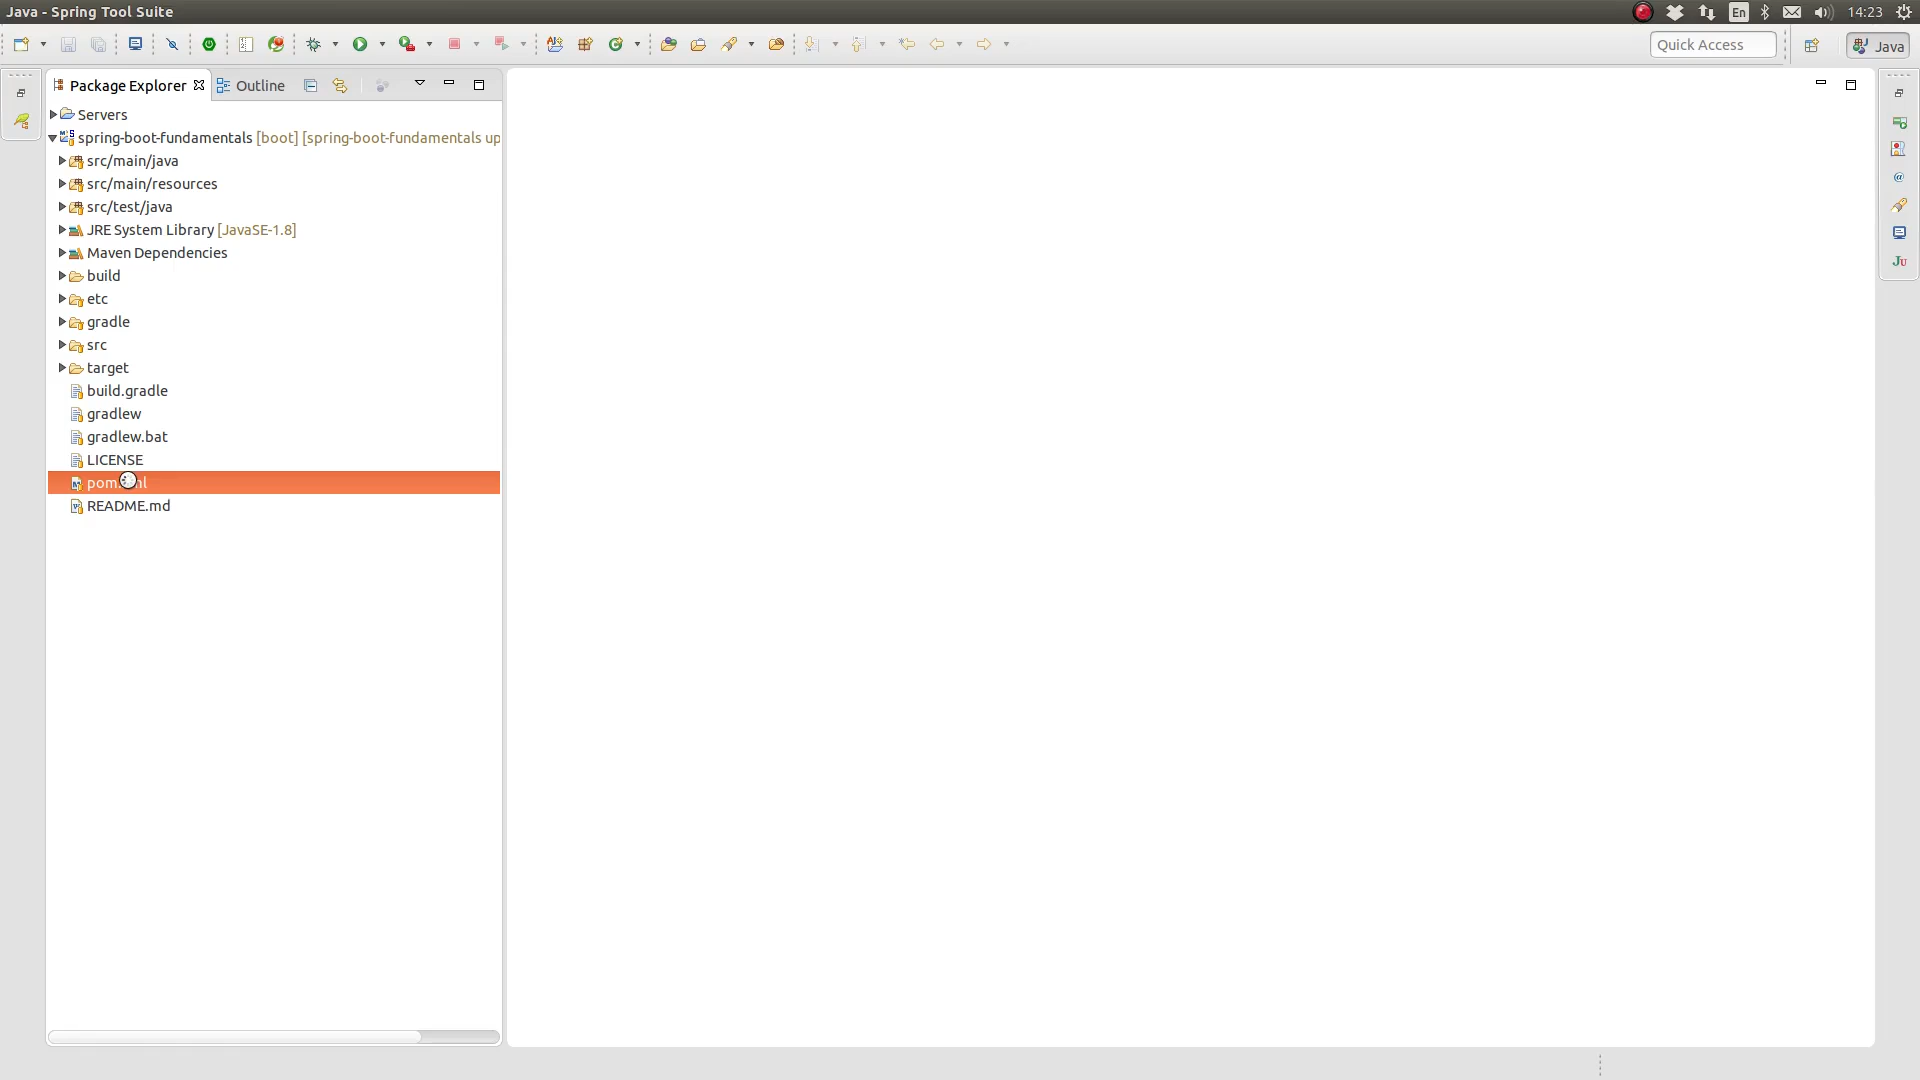 Java - Spring Tool Suite
En
14:23
Quick Access
Java
Package Explorer
Outline
Servers
spring-boot-fundamentals [boot] [spring-boot-fundamentals up
src/main/java
src/main/resources
src/test/java
JRE System Library [JavaSE-1.8]
Maven Dependencies
build
etc
gradle
src
target
build.gradle
gradlew
gradlew.bat
LICENSE
README.md